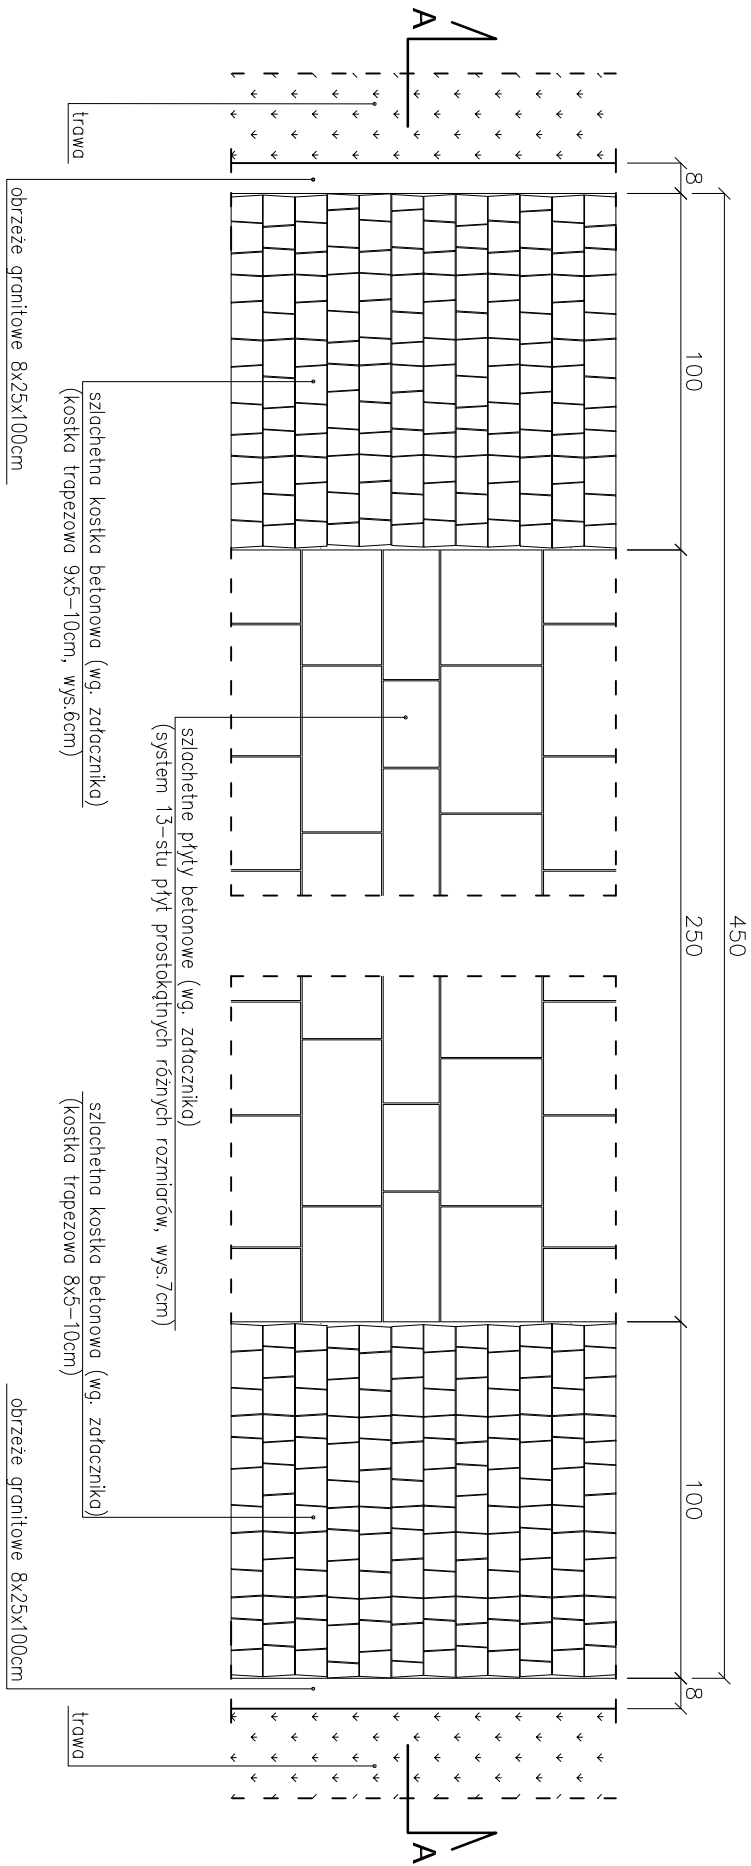 A
A
450
8
100
250
100
8
trawa
obrzeże granitowe 8x25x100cm
szlachetna kostka betonowa (wg. załacznika)
(kostka trapezowa 9x5-10cm, wys.6cm)
szlachetne płyty betonowe (wg. załacznika)
(system 13-stu płyt prostokątnych różnych rozmiarów, wys.7cm)
szlachetna kostka betonowa (wg. załacznika)
(kostka trapezowa 8x5-10cm)
obrzeże granitowe 8x25x100cm
trawa